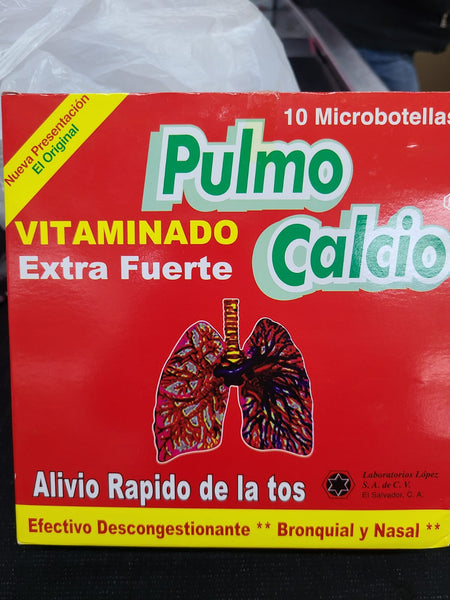 Nueva Presentación
El Original
10 Microbotellas
Pulmo
Calcio
VITAMINADO
Extra Fuerte
Alivio Rapido de la tos
Laboratorios López
S. A. de C. V.
El Salvador, C. A.
Efectivo Descongestionante ** Bronquial y Nasal **